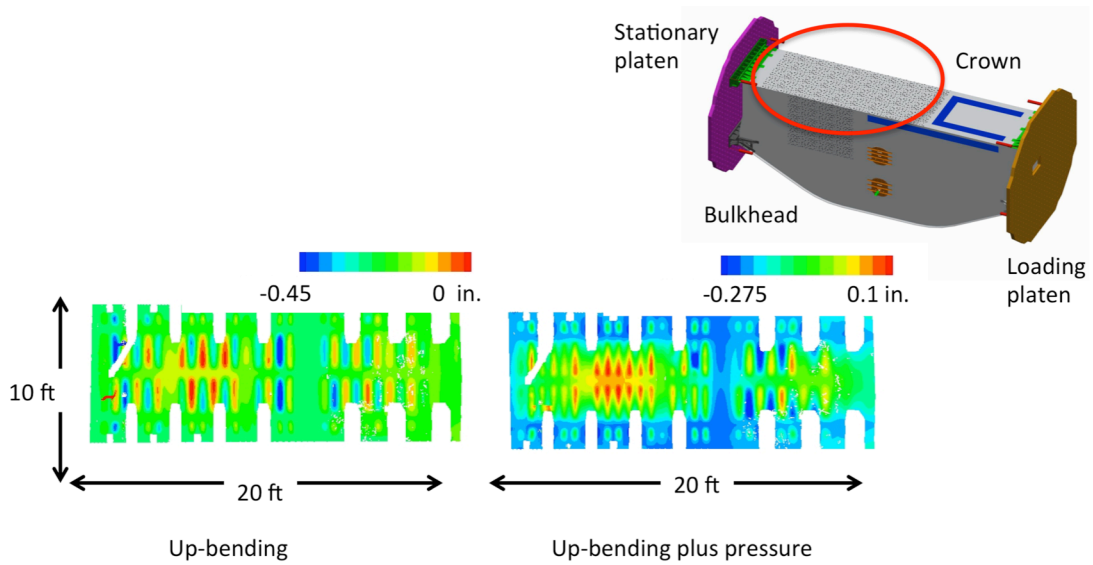 Stationary
platen
Crown
Bulkhead
Loading
platen
-0.45 0 in.
-0.275 0.1 in.
10 ft
20 ft
20 ft
Up-bending
Up-bending plus pressure